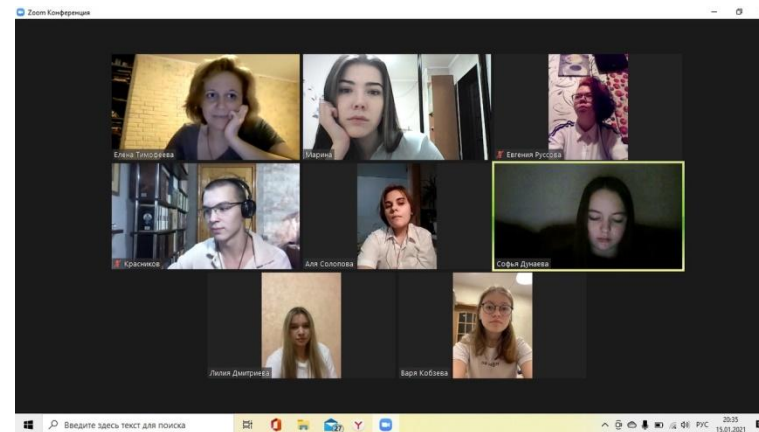 Zoom Конференция
Елена Тимофеева
Марина
Евгения Руссова
Красников
Аля Солопова
Софья Дунаева
Лилия Дмитриева
Варя Кобзева
Введите здесь текст для поиска
27
РУС
20:35
15.01.2021